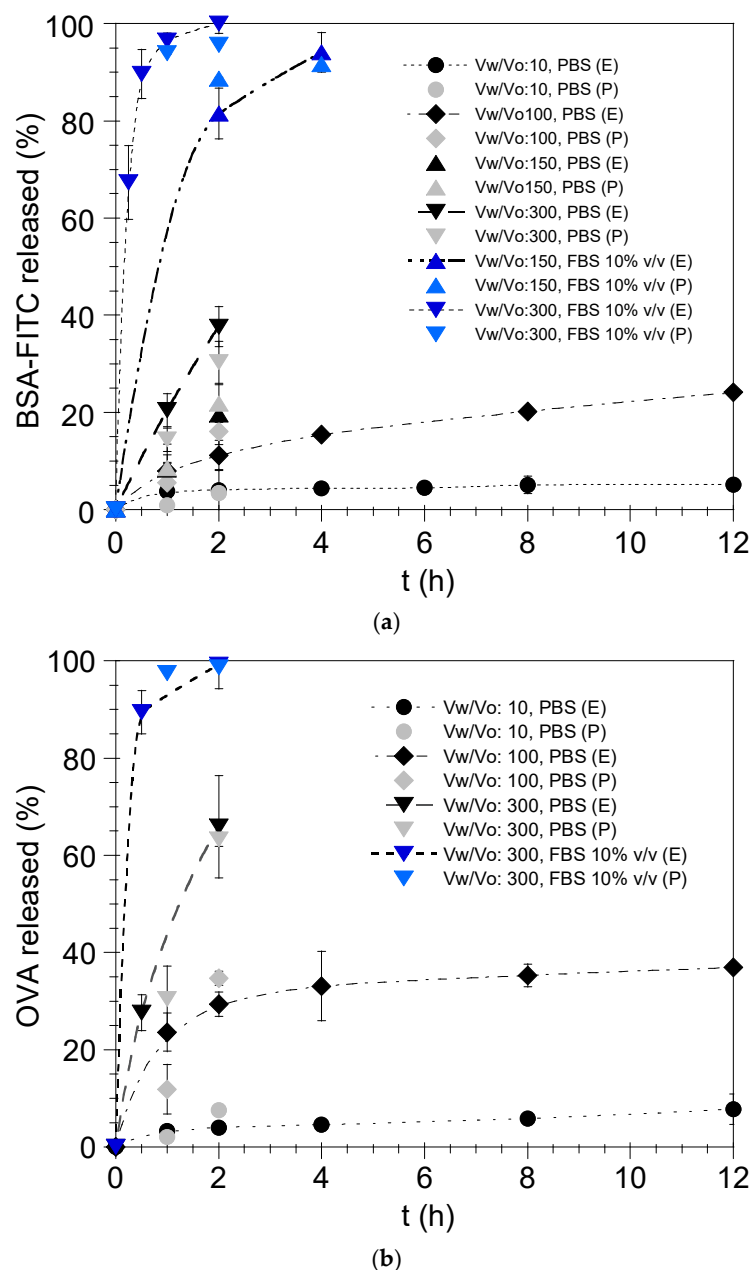 100
80
60
40
20
0
BSA-FITC released (%)
Vw/Vo:10, PBS (E)
Vw/Vo:10, PBS (P)
Vw/Vo100, PBS (E)
Vw/Vo:100, PBS (P)
Vw/Vo:150, PBS (E)
Vw/Vo150, PBS (P)
Vw/Vo:300, PBS (E)
Vw/Vo:300, PBS (P)
Vw/Vo:150, FBS 10% v/v (E)
Vw/Vo:150, FBS 10% v/v (P)
Vw/Vo:300, FBS 10% v/v (E)
Vw/Vo:300, FBS 10% v/v (P)
0 2 4 6 8 10 12
t (h)
(a)
100
80
60
40
20
0
OVA released (%)
Vw/Vo: 10, PBS (E)
Vw/Vo: 10, PBS (P)
Vw/Vo: 100, PBS (E)
Vw/Vo: 100, PBS (P)
Vw/Vo: 300, PBS (E)
Vw/Vo: 300, PBS (P)
Vw/Vo: 300, FBS 10% v/v (E)
Vw/Vo: 300, FBS 10% v/v (P)
0 2 4 6 8 10 12
t (h)
(b)